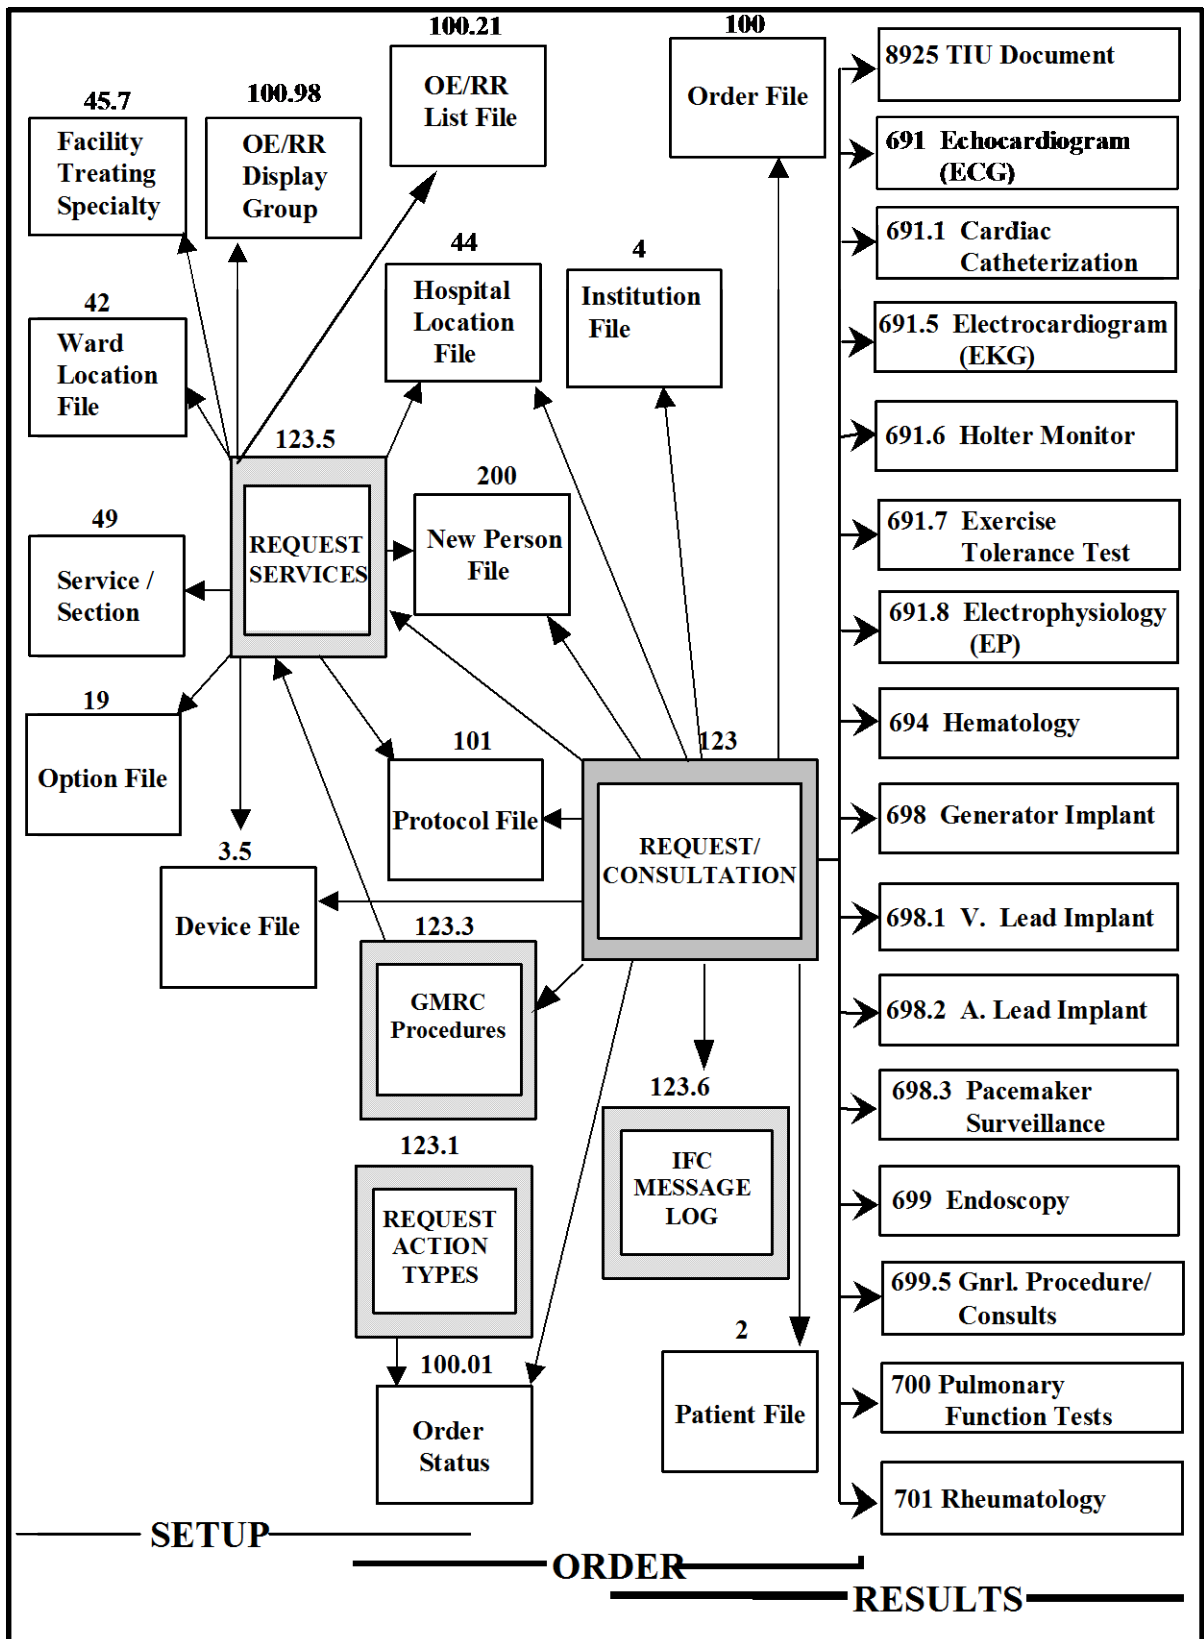 100.21
OE/RR
List File
100
Order File
45.7
Facility
Treating
Specialty
100.98
OE/RR
Display
Group
44
Hospital
Location
File
4
Institution
File
42
Ward
Location
File
123.5
REQUEST
SERVICES
200
New Person
File
49
Service /
Section
19
Option File
101
Protocol File
123
REQUEST/
CONSULTATION
3.5
Device File
123.3
GMRC
Procedures
123.6
IFC
MESSAGE
LOG
123.1
REQUEST
ACTION
TYPES
100.01
Order
Status
2
Patient File
8925 TIU Document
691 Echocardiogram
(ECG)
691.1 Cardiac
Catheterization
691.5 Electrocardiogram
(EKG)
691.6 Holter Monitor
691.7 Exercise
Tolerance Test
691.8 Electrophysiology
(EP)
694 Hematology
698 Generator Implant
698.1 V. Lead Implant
698.2 A. Lead Implant
698.3 Pacemaker
Surveillance
699 Endoscopy
699.5 Gnrl. Procedure/
Consults
700 Pulmonary
Function Tests
701 Rheumatology
SETUP
ORDER
RESULTS